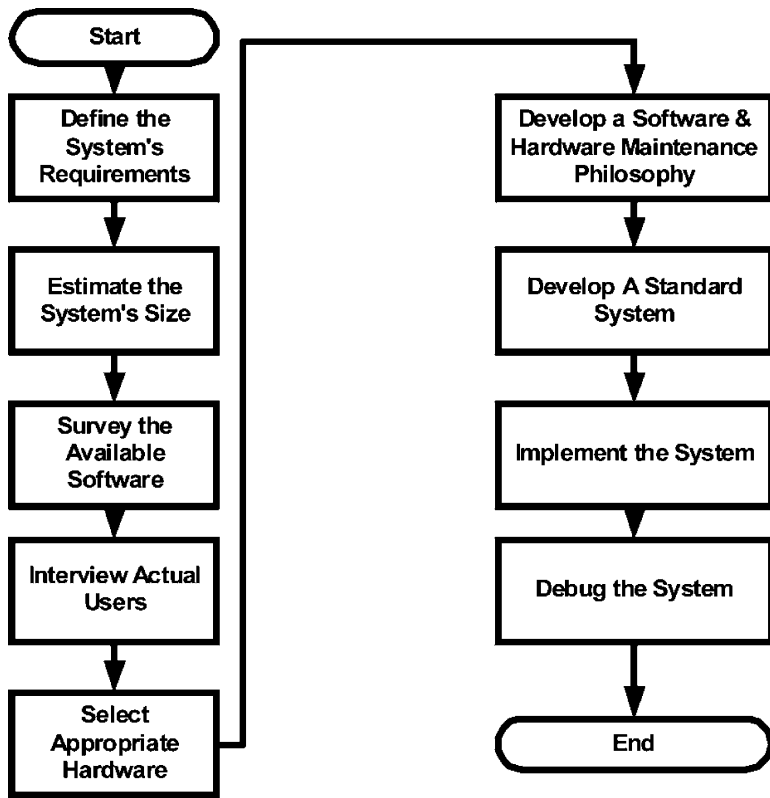 Start
Define the
System's
Requirements
Estimate the
System's Size
Survey the
Available
Software
Interview Actual
Users
Select
Appropriate
Hardware
Develop a Software &
Hardware Maintenance
Philosophy
Develop A Standard
System
Implement the System
Debug the System
End